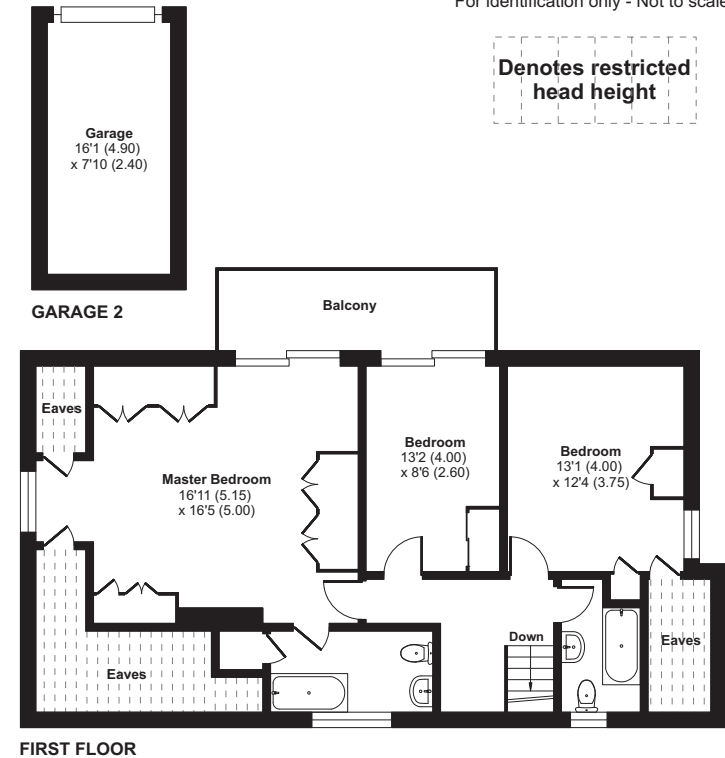 For identification only - Not to scale
Denotes restricted
head height
Garage
16'1 (4.90)
x 7'10 (2.40)
GARAGE 2
Balcony
Eaves
Master Bedroom
16'11 (5.15)
x 16'5 (5.00)
Bedroom
13'2 (4.00)
x 8'6 (2.60)
Bedroom
13'1 (4.00)
x 12'4 (3.75)
Eaves
Down
Eaves
FIRST FLOOR